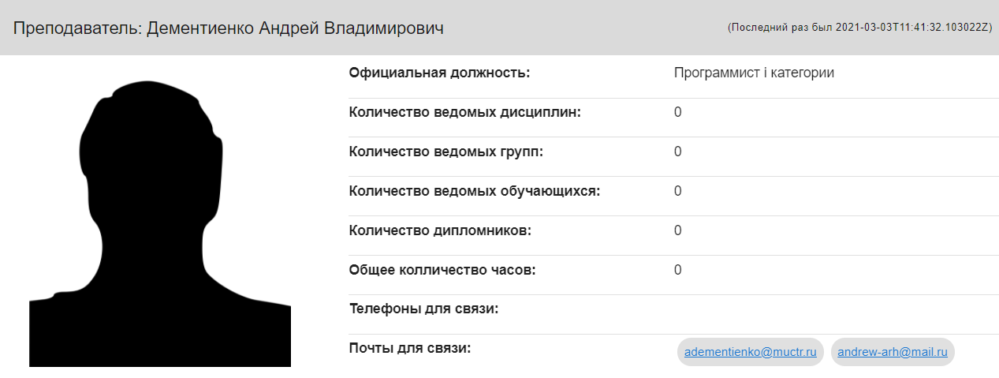 Преподаватель: Дементиенко Андрей Владимирович (Последний раз был 2021-03-03T11:41:32.103022Z)
Официальная должность: Программист i категории
Количество ведомых дисциплин: 0
Количество ведомых групп: 0
Количество ведомых обучающихся: 0
Количество дипломников: 0
Общее колличество часов: 0
Телефоны для связи:
Почты для связи: adementienko@muctr.ru andrew-arh@mail.ru